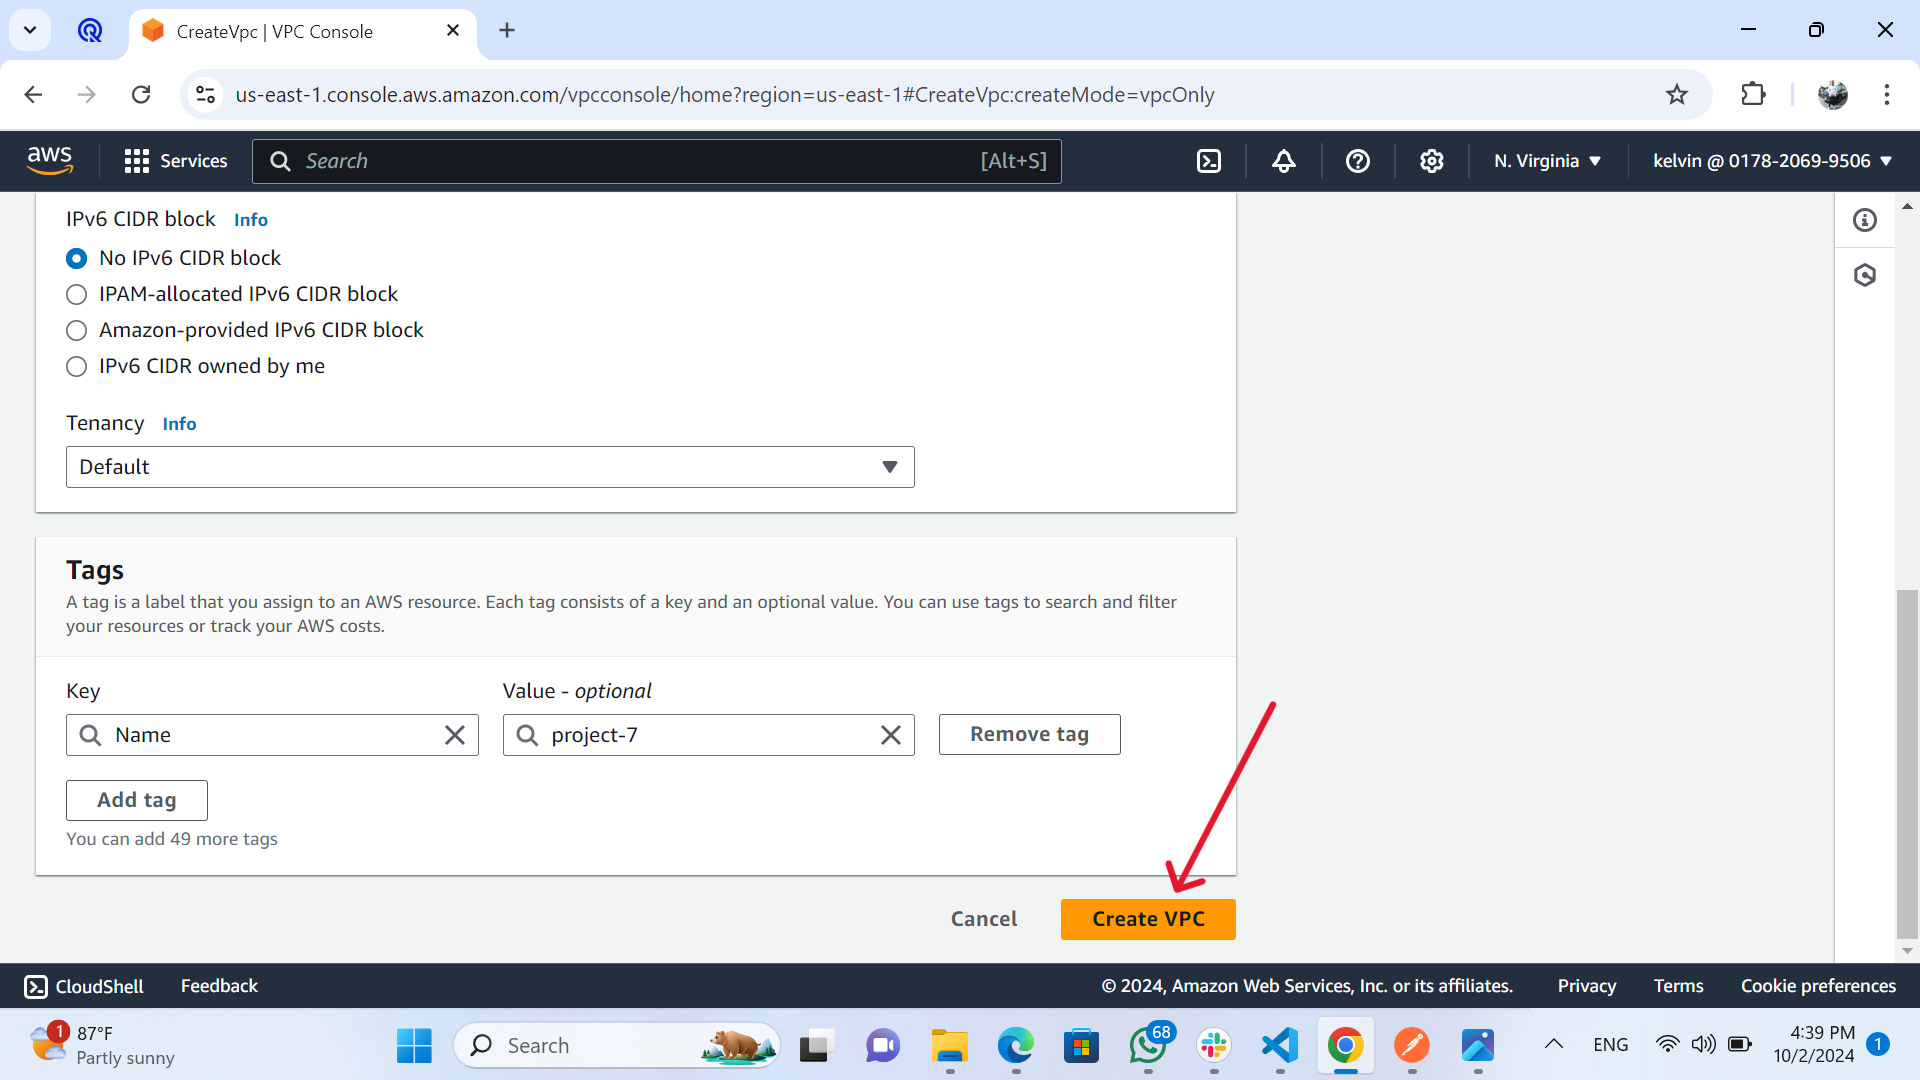 CreateVpc | VPC Console
us-east-1.console.aws.amazon.com/vpcconsole/home?region=us-east-1#CreateVpc:createMode=vpcOnly
aws
Services
Search
[Alt+S]
N. Virginia
kelvin @ 0178-2069-9506
IPv6 CIDR block Info
No IPv6 CIDR block
IPAM-allocated IPv6 CIDR block
Amazon-provided IPv6 CIDR block
IPv6 CIDR owned by me
Tenancy Info
Default
Tags
A tag is a label that you assign to an AWS resource. Each tag consists of a key and an optional value. You can use tags to search and filter
your resources or track your AWS costs.
Key
Value - optional
Name
project-7
Remove tag
Add tag
You can add 49 more tags
Cancel
Create VPC
CloudShell
Feedback
© 2024, Amazon Web Services, Inc. or its affiliates.
Privacy
Terms
Cookie preferences
1
87°F
Partly sunny
Search
68
ENG
4:39 PM
10/2/2024
1